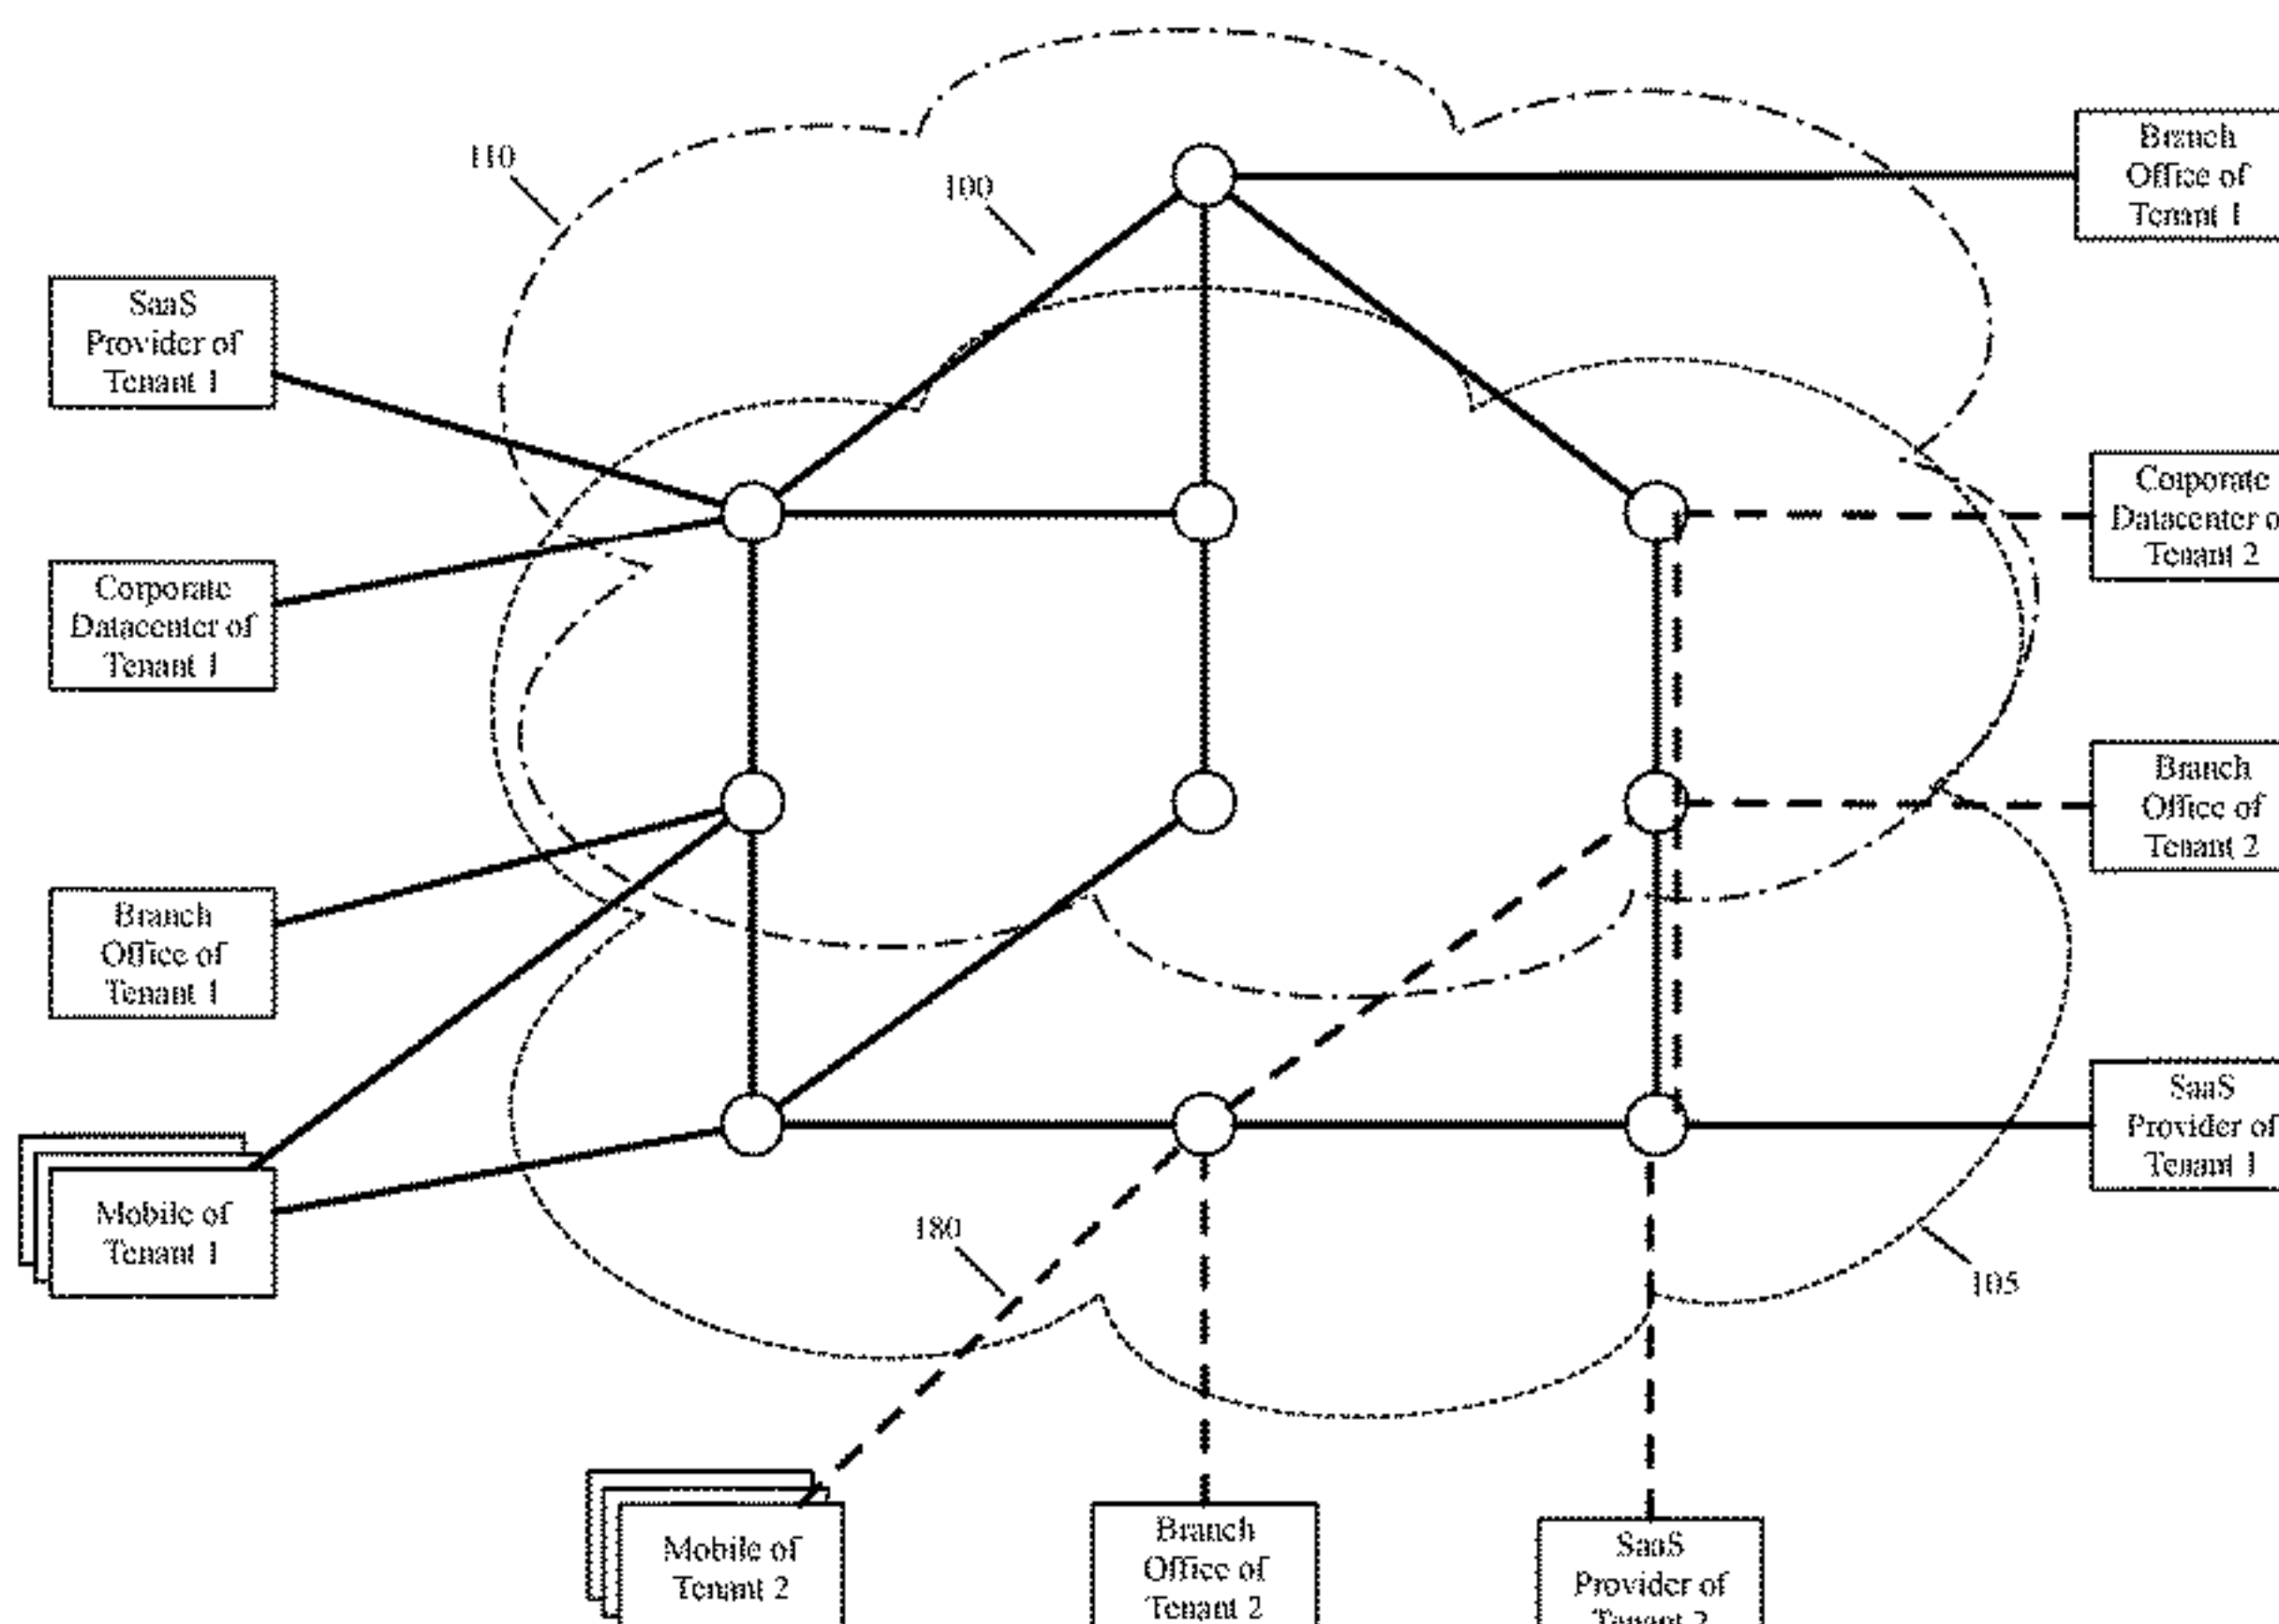 110
100
Branch
Office of
Tenant 1
SaaS
Provider of
Tenant 1
Corporate
Datacenter o
Tenant 2
Corporate
Datacenter of
Tenant 1
Branch
Office of
Tenant 2
Branch
Office of
Tenant 1
SaaS
Provider of
Tenant 1
Mobile of
Tenant 1
180
105
Mobile of
Tenant 2
Branch
Office of
Tenant 2
SaaS
Provider of
Tenant 2